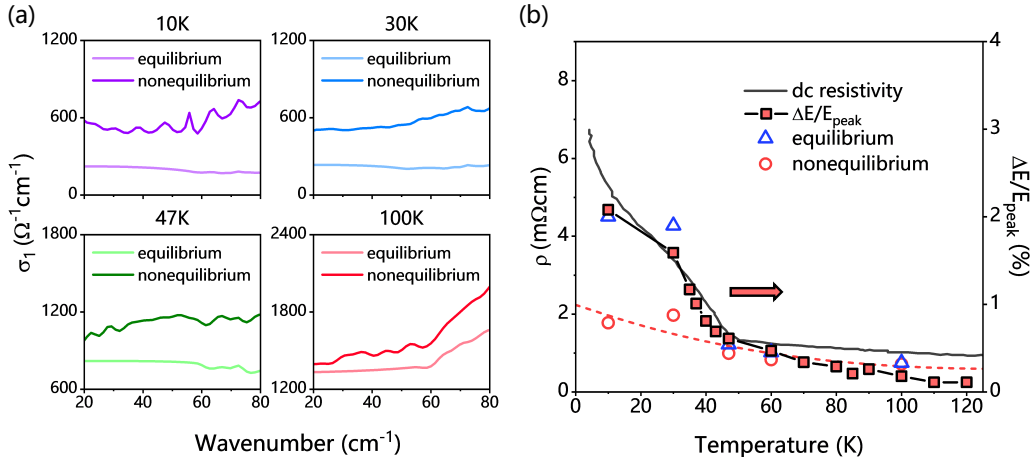 (a)
10K
30K
1200
600
0
equilibrium
nonequilibrium
1200
600
0
equilibrium
nonequilibrium
47K
100K
1800
1200
600
equilibrium
nonequilibrium
2400
1800
1200
equilibrium
nonequilibrium
20 40 60 80
20 40 60 80
σ₁ (Ω⁻¹cm⁻¹)
Wavenumber (cm⁻¹)
(b)
8
6
4
2
0
ρ (mΩcm)
dc resistivity
ΔE/E_peak
equilibrium
nonequilibrium
4
3
2
1
0
ΔE/E_peak (%)
0 20 40 60 80 100 120
Temperature (K)